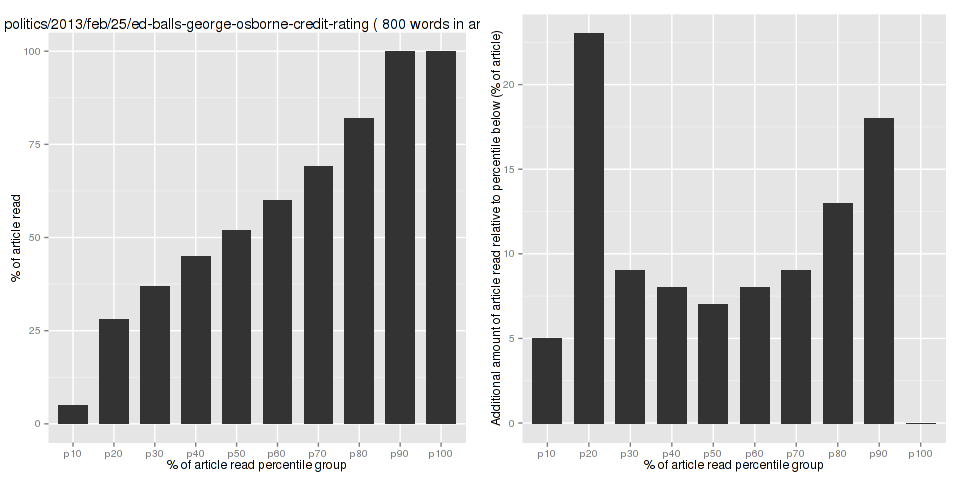 politics/2013/feb/25/ed-balls-george-osborne-credit-rating ( 800 words in ar
% of article read
100
75
50
25
0
p10 p20 p30 p40 p50 p60 p70 p80 p90 p100
% of article read percentile group
Additional amount of article read relative to percentile below (% of article)
20
15
10
5
0
p10 p20 p30 p40 p50 p60 p70 p80 p90 p100
% of article read percentile group